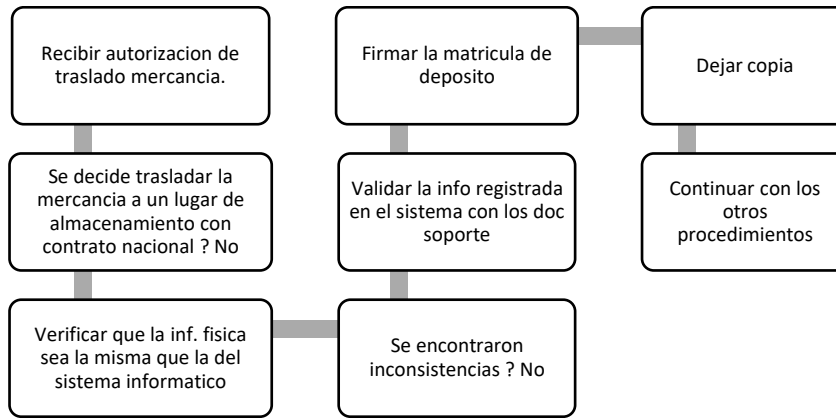 Recibir autorizacion de
traslado mercancia.
Se decide trasladar la
mercancia a un lugar de
almacenamiento con
contrato nacional ? No
Verificar que la inf. fisica
sea la misma que la del
sistema informatico
Se encontraron
inconsistencias ? No
Validar la info registrada
en el sistema con los doc
soporte
Firmar la matricula de
deposito
Dejar copia
Continuar con los
otros
procedimientos